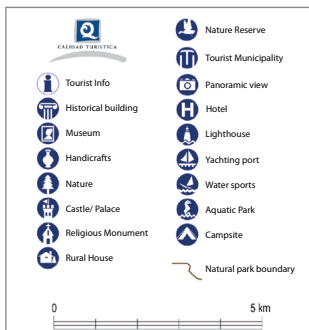 Q
CALIDAD TURISTICA
i Tourist Info
Historical building
Museum
Handicrafts
Nature
Castle/ Palace
Religious Monument
Rural House
Nature Reserve
Tourist Municipality
Panoramic view
H Hotel
Lighthouse
Yachting port
Water sports
Aquatic Park
Campsite
Natural park boundary
0 5 km